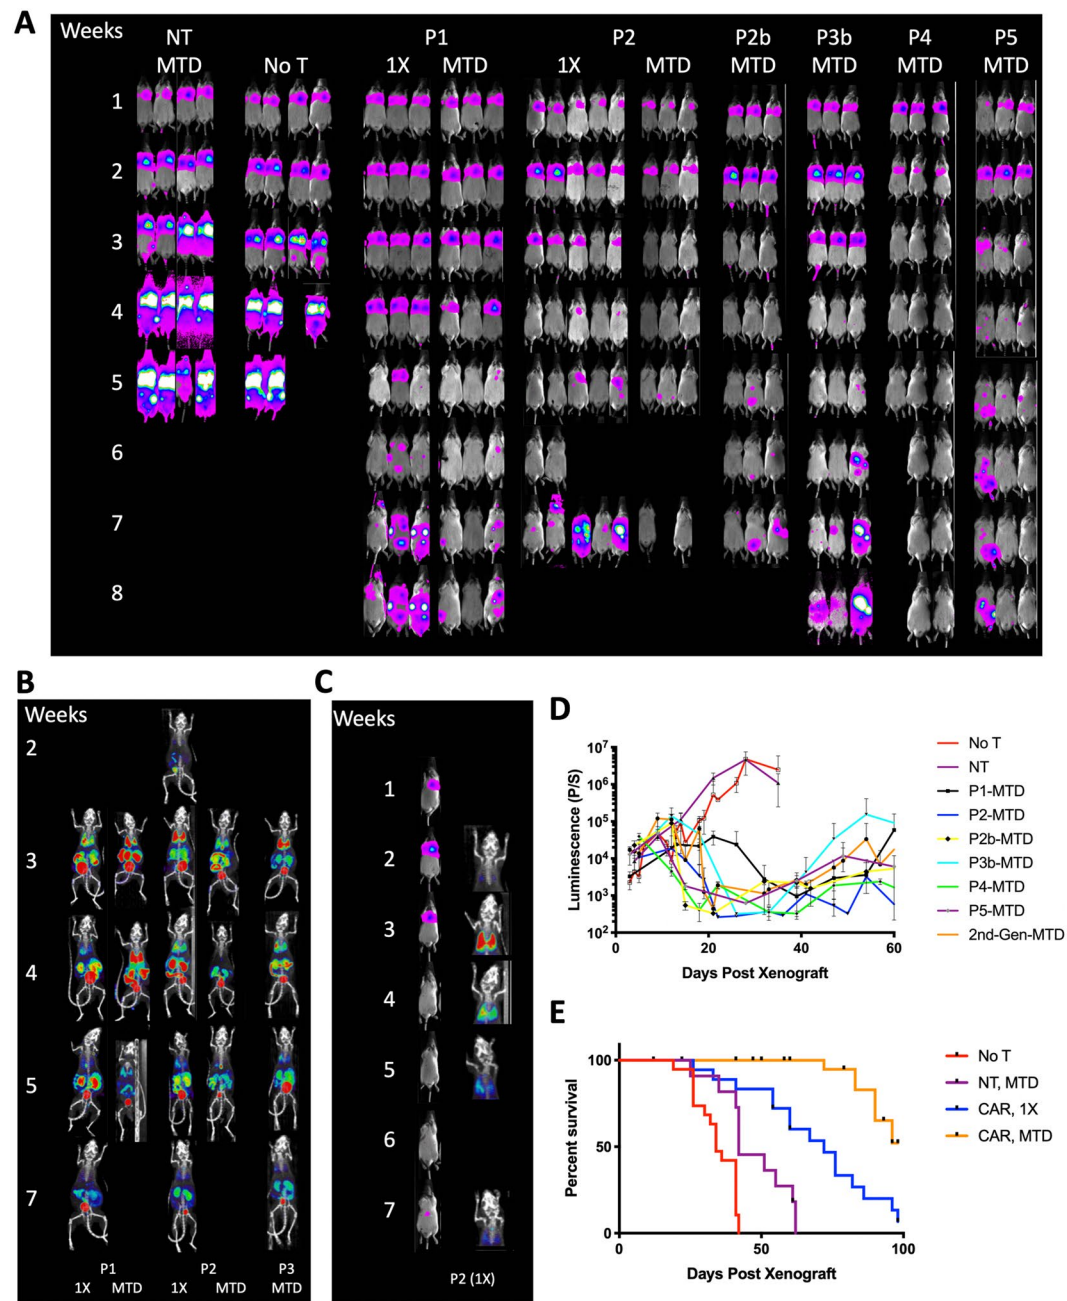 A
Weeks
NT P1 P2 P2b P3b P4 P5
MTD No T 1X MTD 1X MTD MTD MTD MTD MTD
1
2
3
4
5
6
7
8
B
Weeks
2
3
4
5
7
P1 P2 P3
1X MTD 1X MTD MTD
C
Weeks
1
2
3
4
5
6
7
P2 (1X)
D
Luminescence (P/S)
10^7
10^6
10^5
10^4
10^3
10^2
0 20 40 60
Days Post Xenograft
No T
NT
P1-MTD
P2-MTD
P2b-MTD
P3b-MTD
P4-MTD
P5-MTD
2nd-Gen-MTD
E
Percent survival
100
50
0
0 50 100
Days Post Xenograft
No T
NT, MTD
CAR, 1X
CAR, MTD